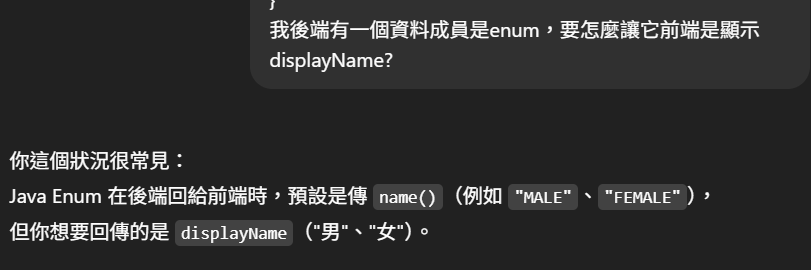 }
我後端有一個資料成員是enum，要怎麼讓它前端是顯示
displayName?
你這個狀況很常見：
Java Enum 在後端回給前端時，預設是傳 name()（例如 "MALE"、"FEMALE"），
但你想要回傳的是 displayName（"男"、"女"）。